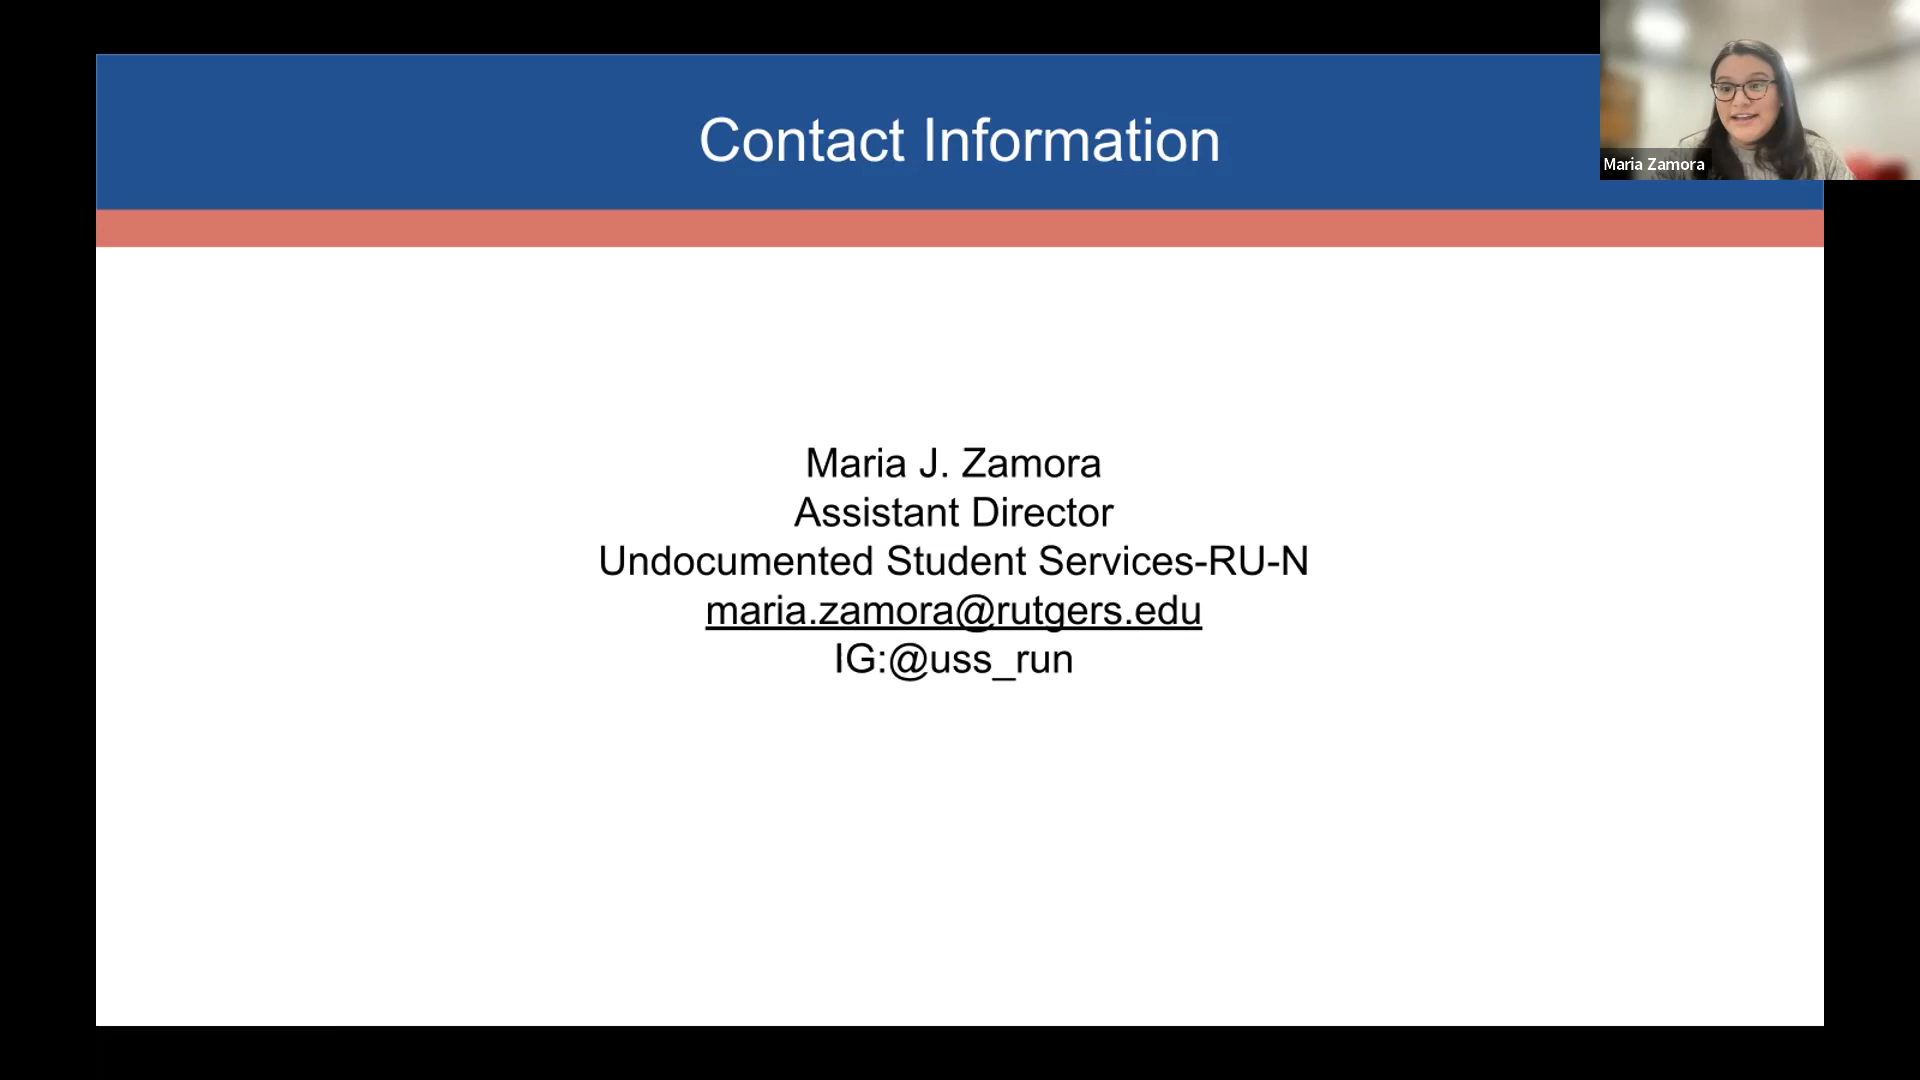 Contact Information
Maria Zamora
Maria J. Zamora
Assistant Director
Undocumented Student Services-RU-N
maria.zamora@rutgers.edu
IG:@uss_run